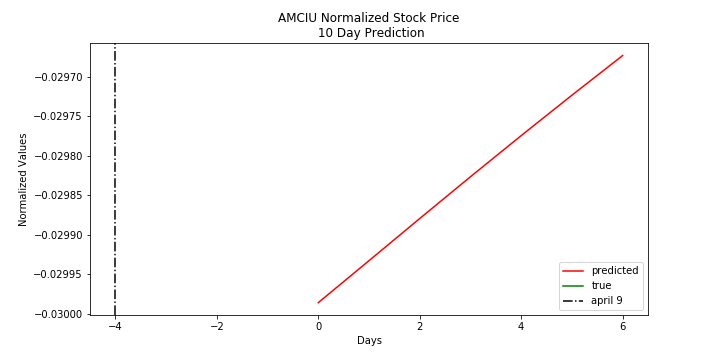 AMCIU Normalized Stock Price
10 Day Prediction
Normalized Values
−0.02970
−0.02975
−0.02980
−0.02985
−0.02990
−0.02995
−0.03000
−4
−2
0
2
4
6
Days
predicted
true
april 9